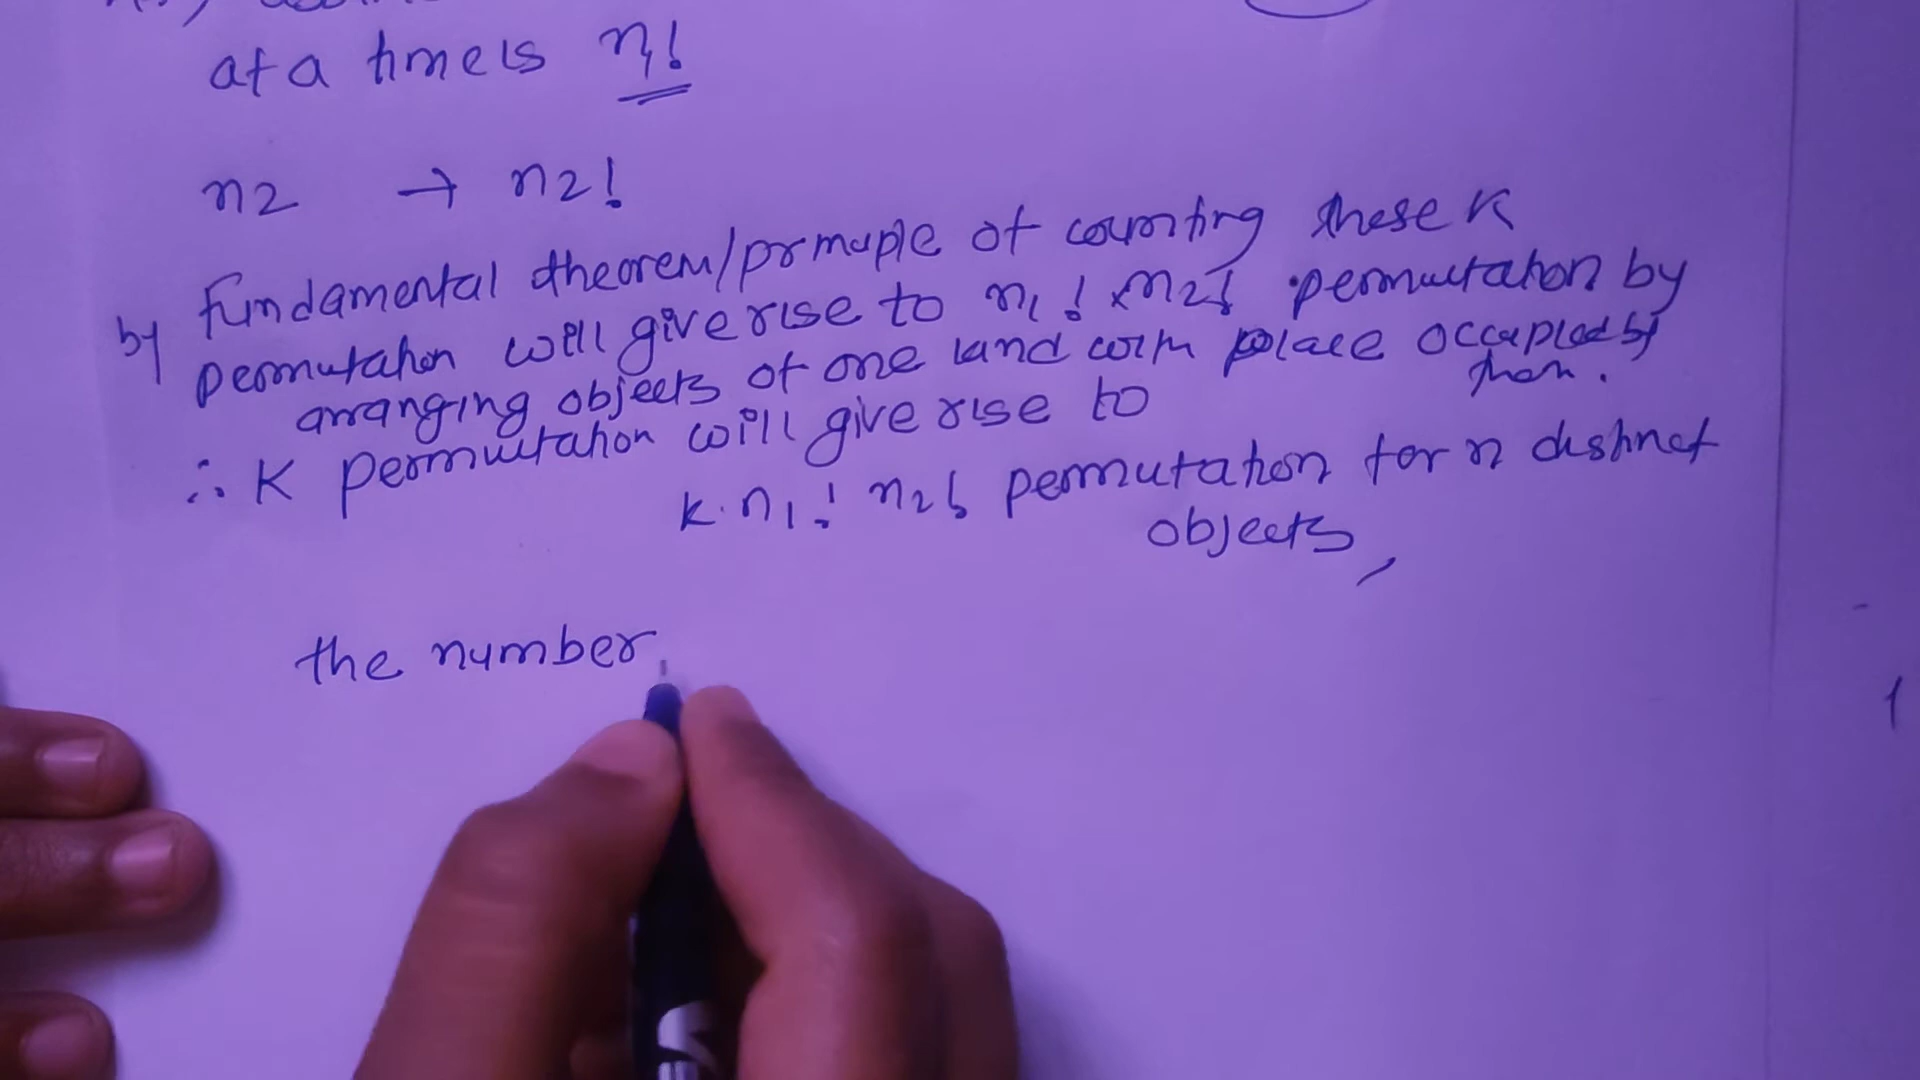 at a time is n1!
n2 → n2!
by fundamental theorem/principle of counting these K
permutation will give rise to n1! × n2! permutation by
arranging objects of one kind with place occupied by
them.
∴ K permutation will give rise to
k. n1! n2! permutation for n distinct
objects,
the number